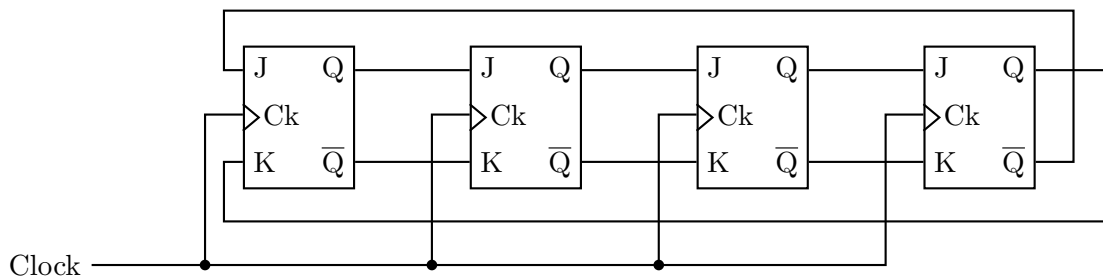 J Q J Q J Q J Q
Ck Ck Ck Ck
K Q̅ K Q̅ K Q̅ K Q̅
Clock